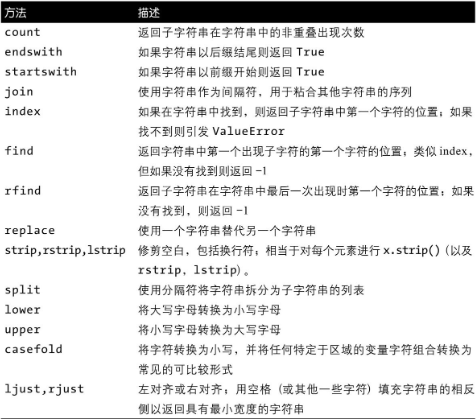 方法 描述
count 返回子字符串在字符串中的非重叠出现次数
endswith 如果字符串以后缀结尾则返回 True
startswith 如果字符串以前缀开始则返回 True
join 使用字符串作为间隔符，用于粘合其他字符串的序列
index 如果在字符串中找到，则返回子字符串中第一个字符的位置；如果
找不到则引发 ValueError
find 返回字符串中第一个出现子字符的第一个字符的位置；类似 index，
但如果没有找到则返回 -1
rfind 返回子字符串在字符串中最后一次出现时第一个字符的位置；如果
没有找到，则返回 -1
replace 使用一个字符串替代另一个字符串
strip,rstrip,lstrip 修剪空白，包括换行符；相当于对每个元素进行 x.strip()（以及
rstrip，lstrip）。
split 使用分隔符将字符串拆分为子字符串的列表
lower 将大写字母转换为小写字母
upper 将小写字母转换为大写字母
casefold 将字符转换为小写，并将任何特定于区域的变量字符组合转换为
常见的可比较形式
ljust,rjust 左对齐或右对齐；用空格（或其他一些字符）填充字符串的相反
侧以返回具有最小宽度的字符串